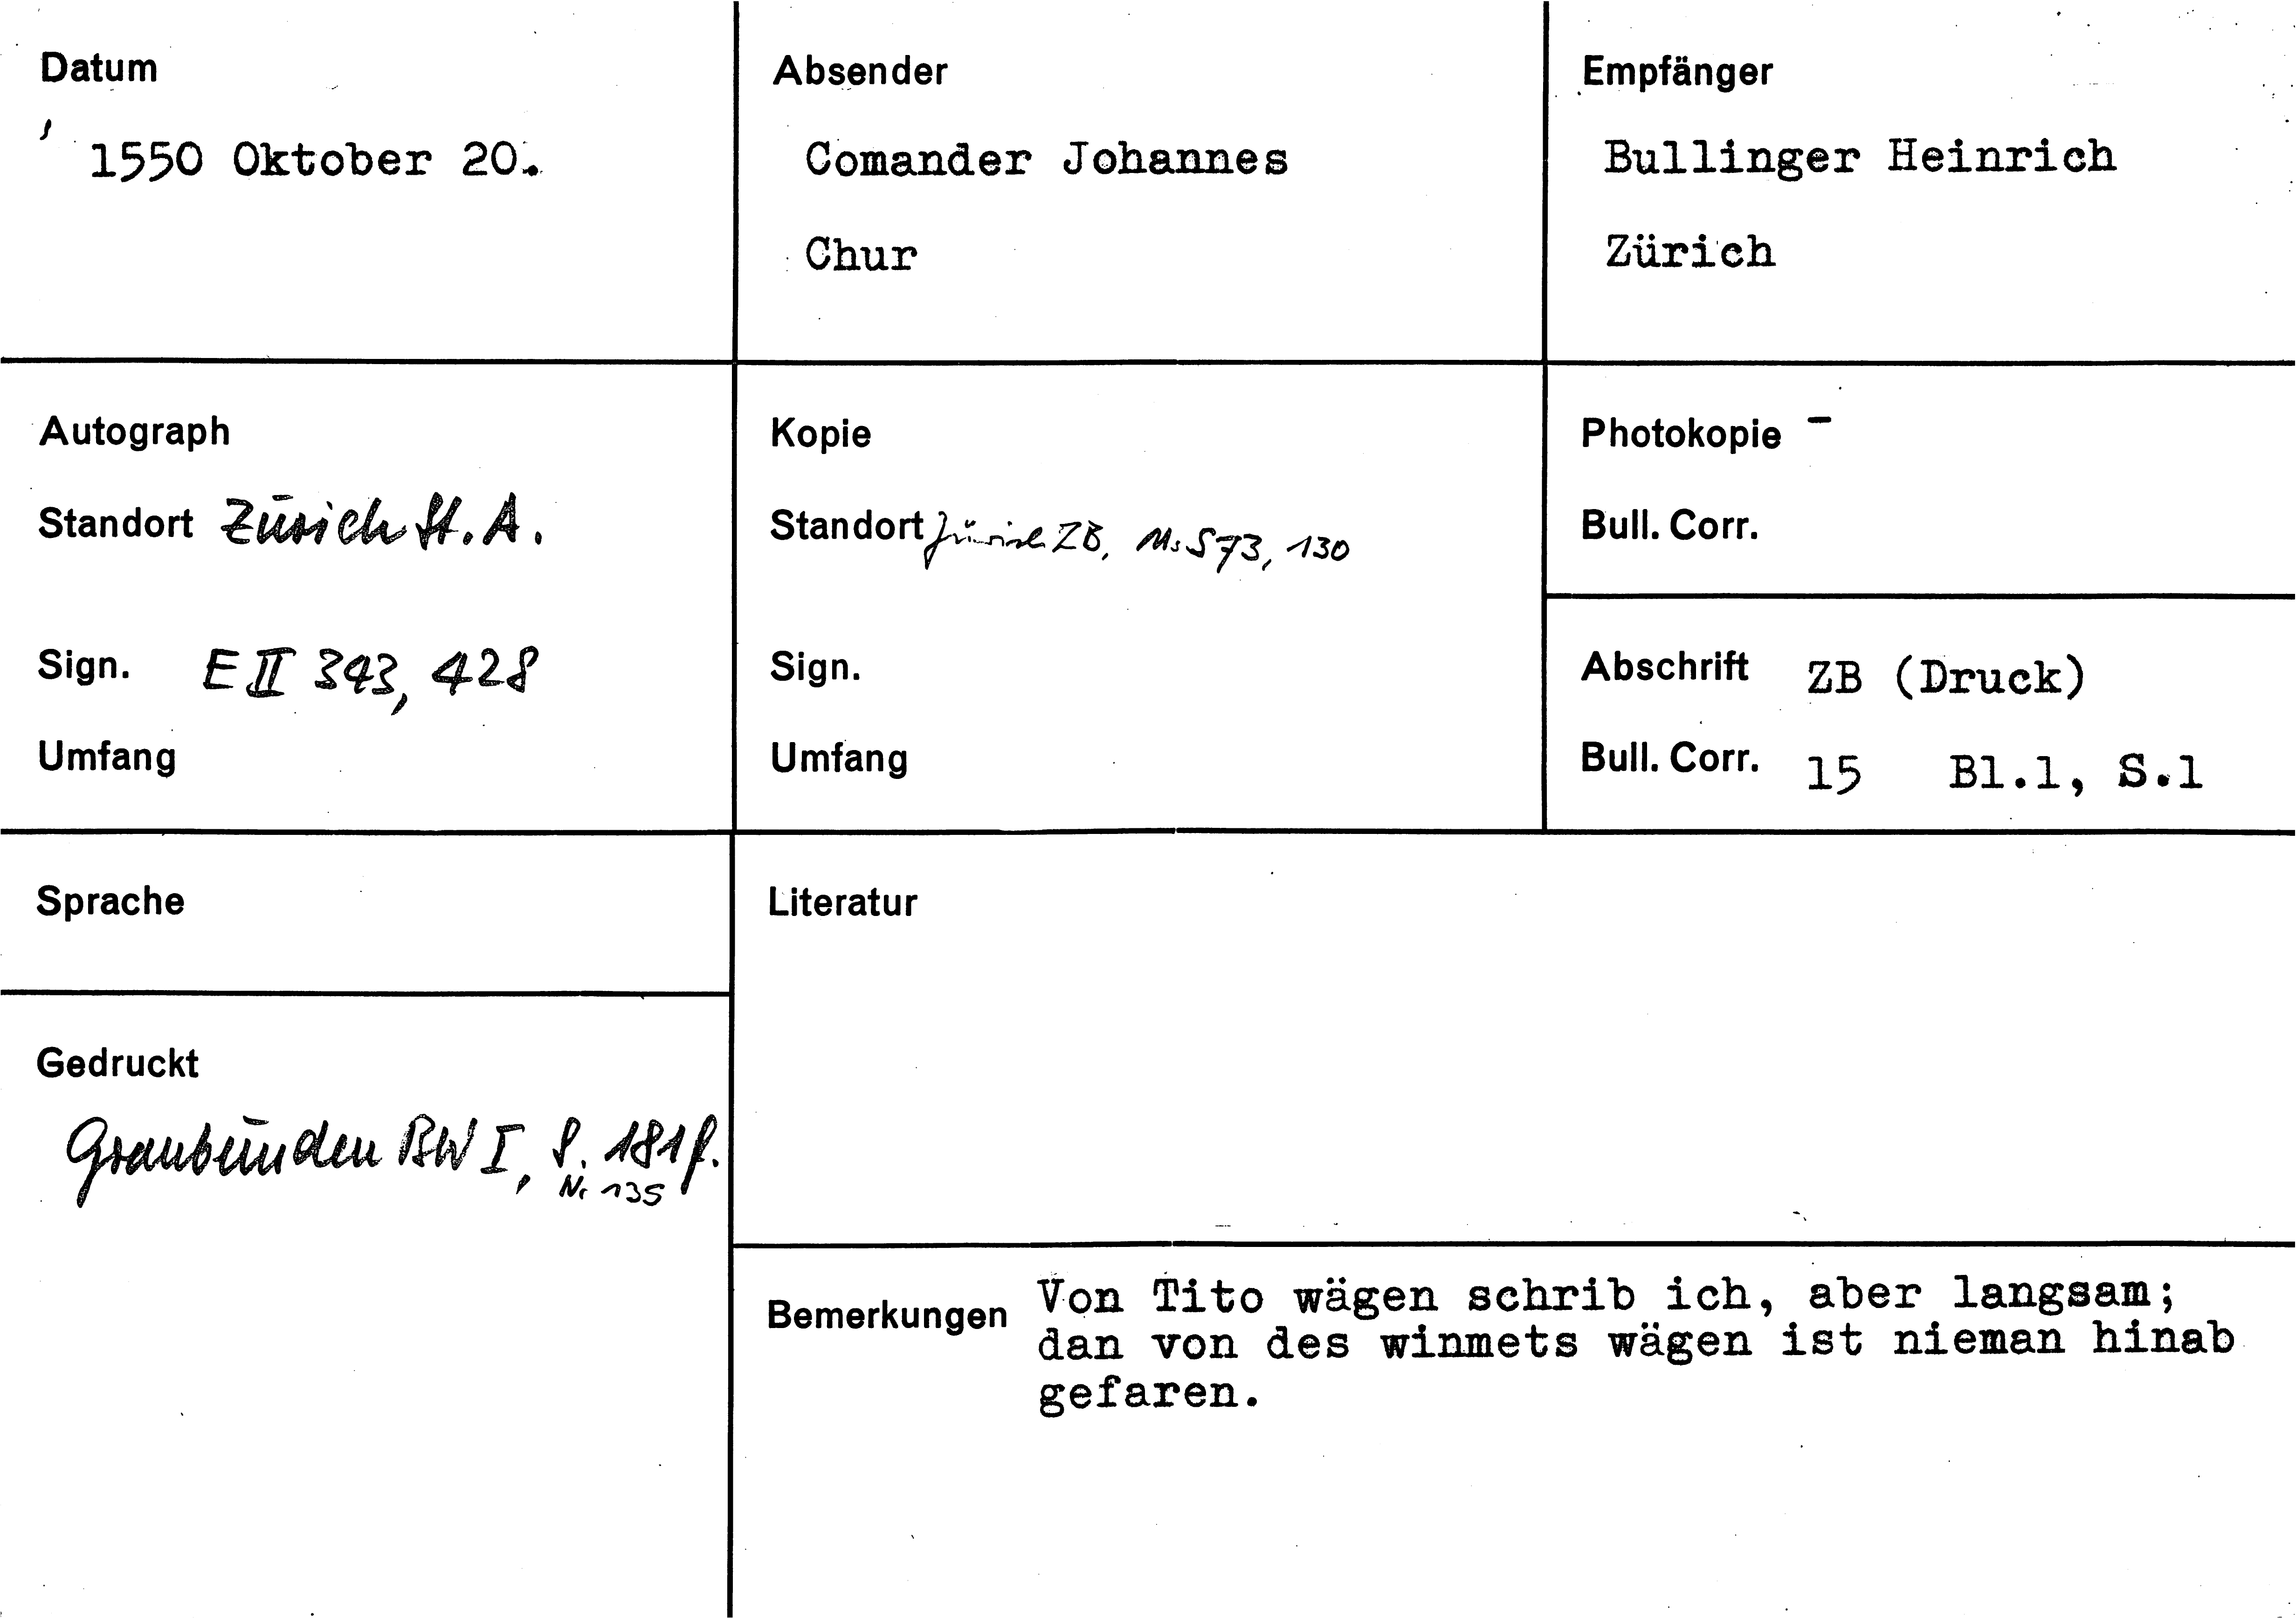 Datum
1550 Oktober 20.
Absender
Comander Johannes
Chur
Empfänger
Bullinger Heinrich
Zürich
Autograph
Standort Zürich St. A.
Sign. E II 343, 428
Umfang
Kopie
Standort Zürich ZB, Ms S 73, 130
Sign.
Umfang
Photokopie -
Bull. Corr.
Abschrift ZB (Druck)
Bull. Corr. 15 Bl.1, S.1
Sprache
Literatur
Gedruckt
Graubünden BW I, S. 181f.
Nr 135
Bemerkungen Von Tito wägen schrib ich, aber langsam;
dan von des winmets wägen ist nieman hinab
gefaren.